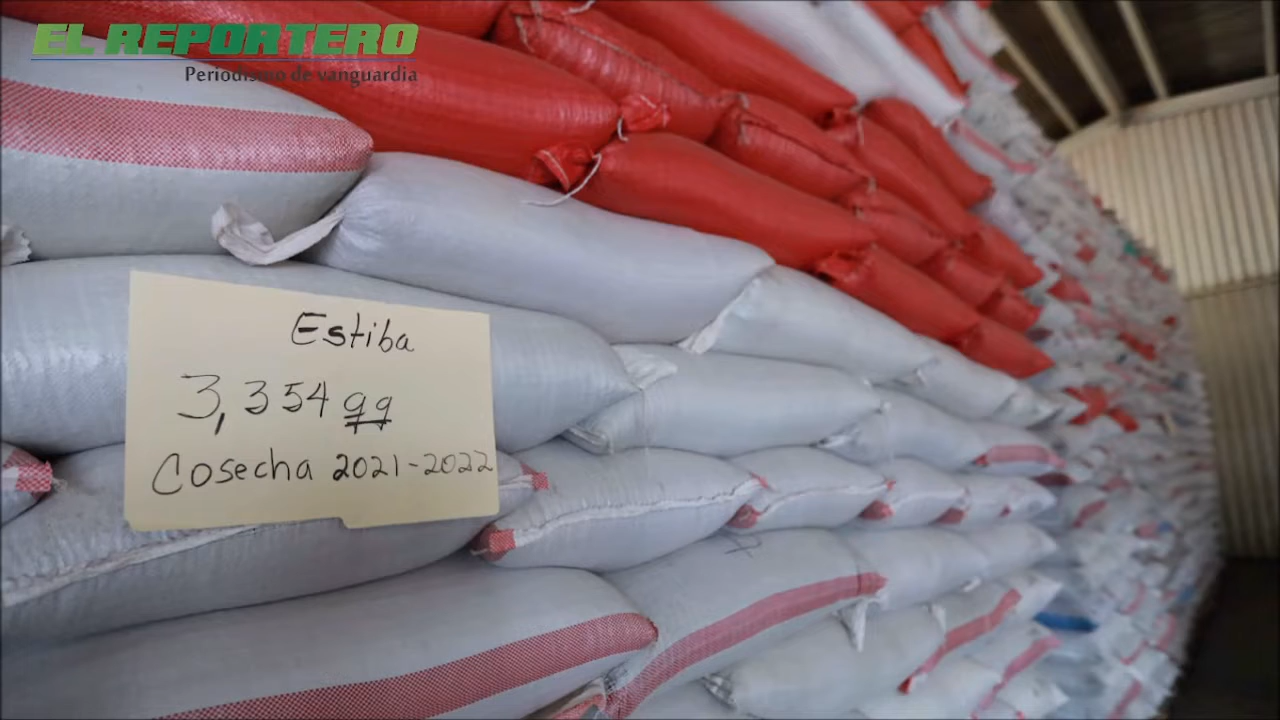 EL REPORTERO
Periodismo de vanguardia
Estiba
3,354 qq
Cosecha 2021-2022